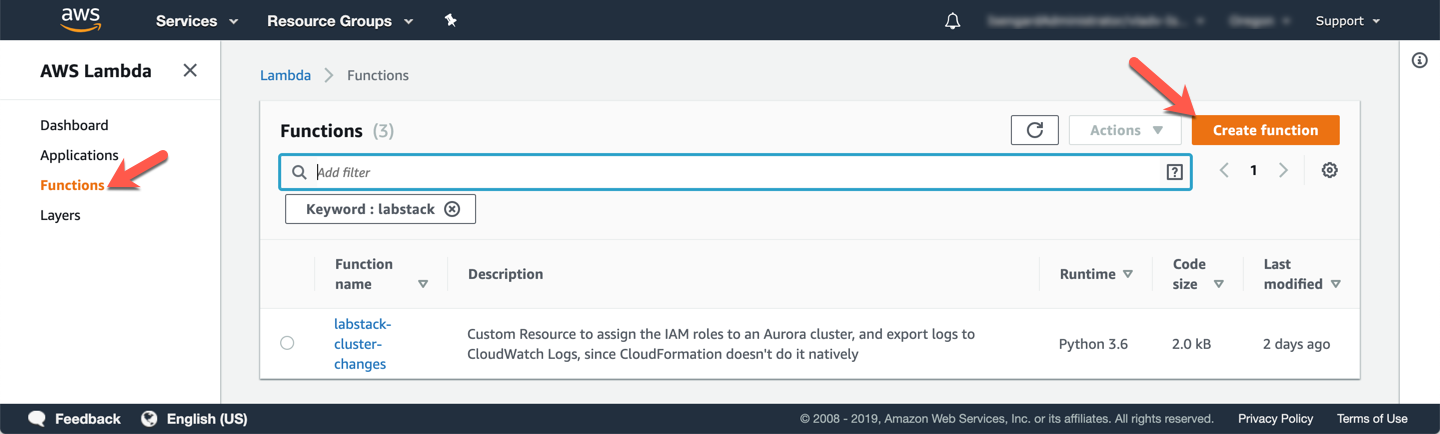 aws Services Resource Groups Support
AWS Lambda
Lambda Functions
Dashboard
Functions (3) Actions Create function
Applications
Add filter 1
Functions
Layers
Keyword : labstack
Function name Description Runtime Code size Last modified
labstack-
cluster-
changes
Custom Resource to assign the IAM roles to an Aurora cluster, and export logs to
CloudWatch Logs, since CloudFormation doesn't do it natively
Python 3.6 2.0 kB 2 days ago
Feedback English (US) © 2008 - 2019, Amazon Web Services, Inc. or its affiliates. All rights reserved. Privacy Policy Terms of Use